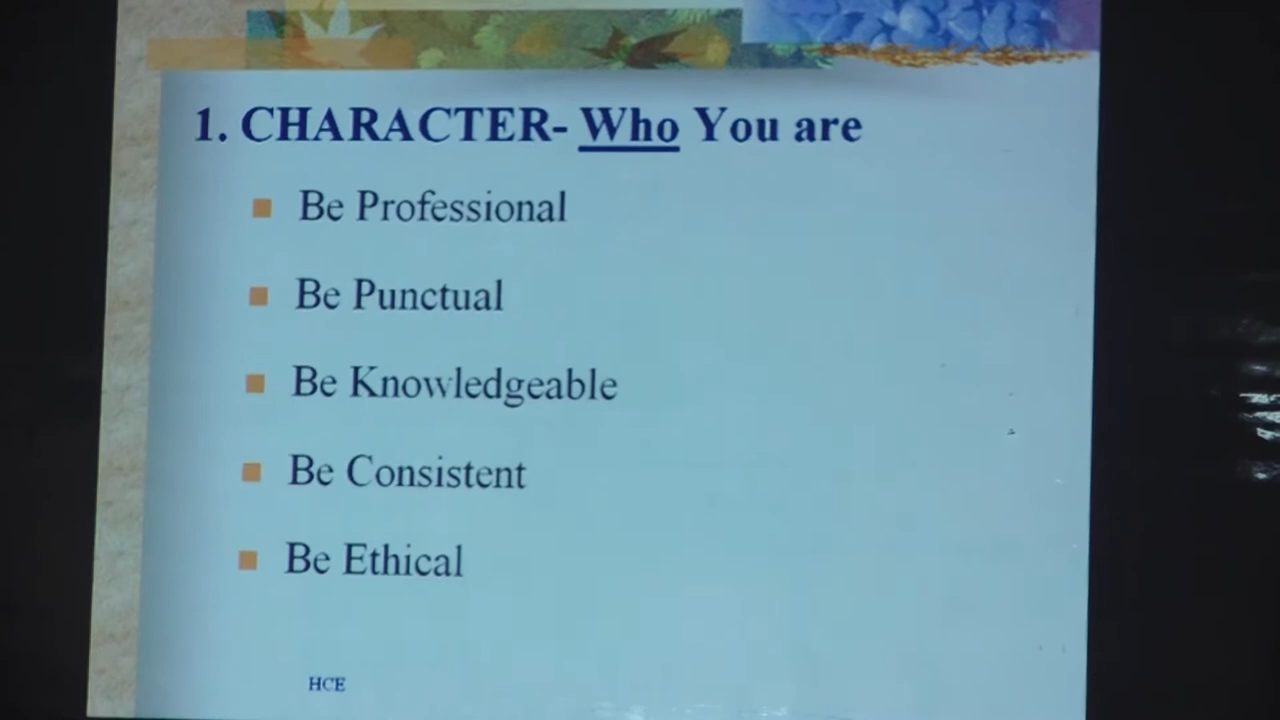 1. CHARACTER- Who You are
Be Professional
Be Punctual
Be Knowledgeable
Be Consistent
Be Ethical
HCE